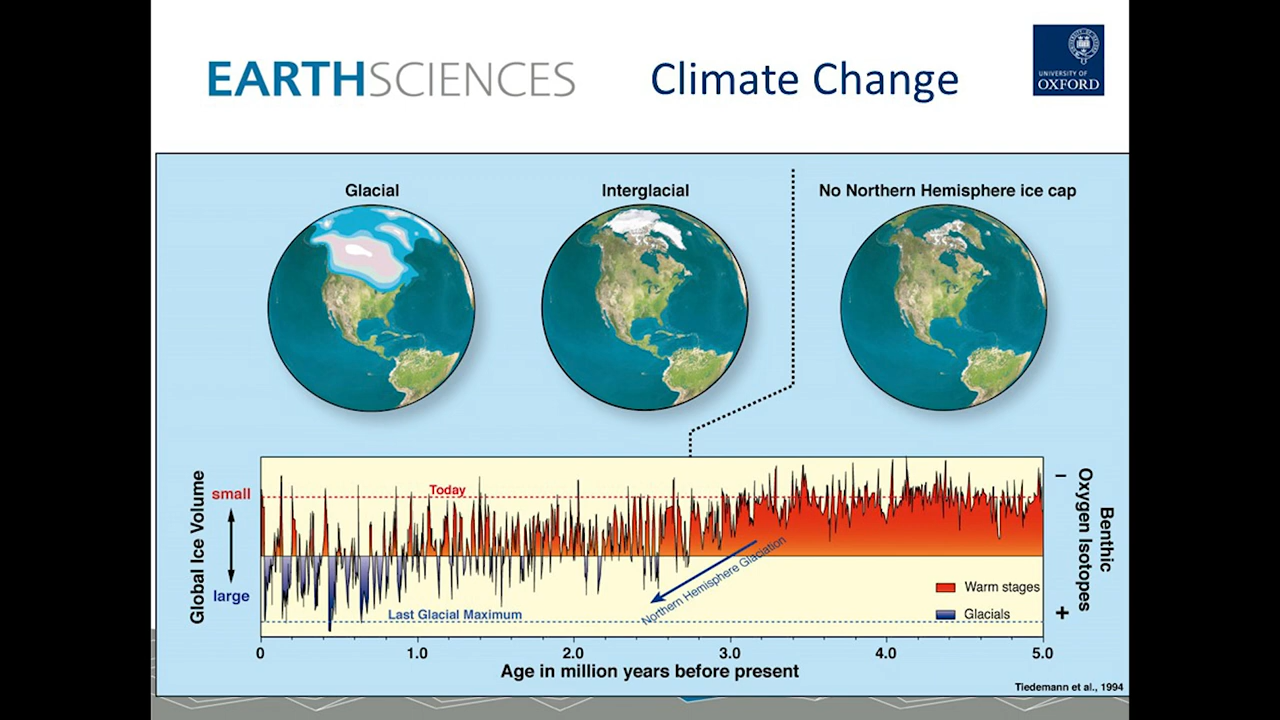 EARTHSCIENCES
Climate Change
UNIVERSITY OF
OXFORD
Glacial
Interglacial
No Northern Hemisphere ice cap
Global Ice Volume
small
large
Today
Last Glacial Maximum
Northern Hemisphere Glaciation
Warm stages
Glacials
–
+
Benthic
Oxygen Isotopes
0 1.0 2.0 3.0 4.0 5.0
Age in million years before present
Tiedemann et al., 1994